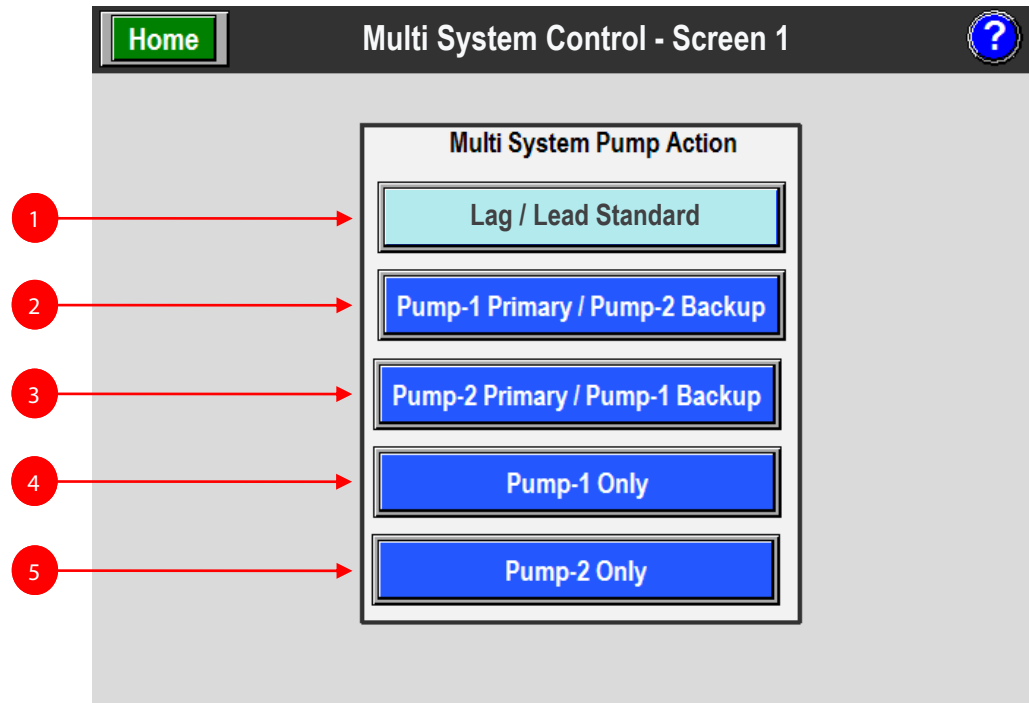 Home
Multi System Control - Screen 1
?
Multi System Pump Action
1
Lag / Lead Standard
2
Pump-1 Primary / Pump-2 Backup
3
Pump-2 Primary / Pump-1 Backup
4
Pump-1 Only
5
Pump-2 Only